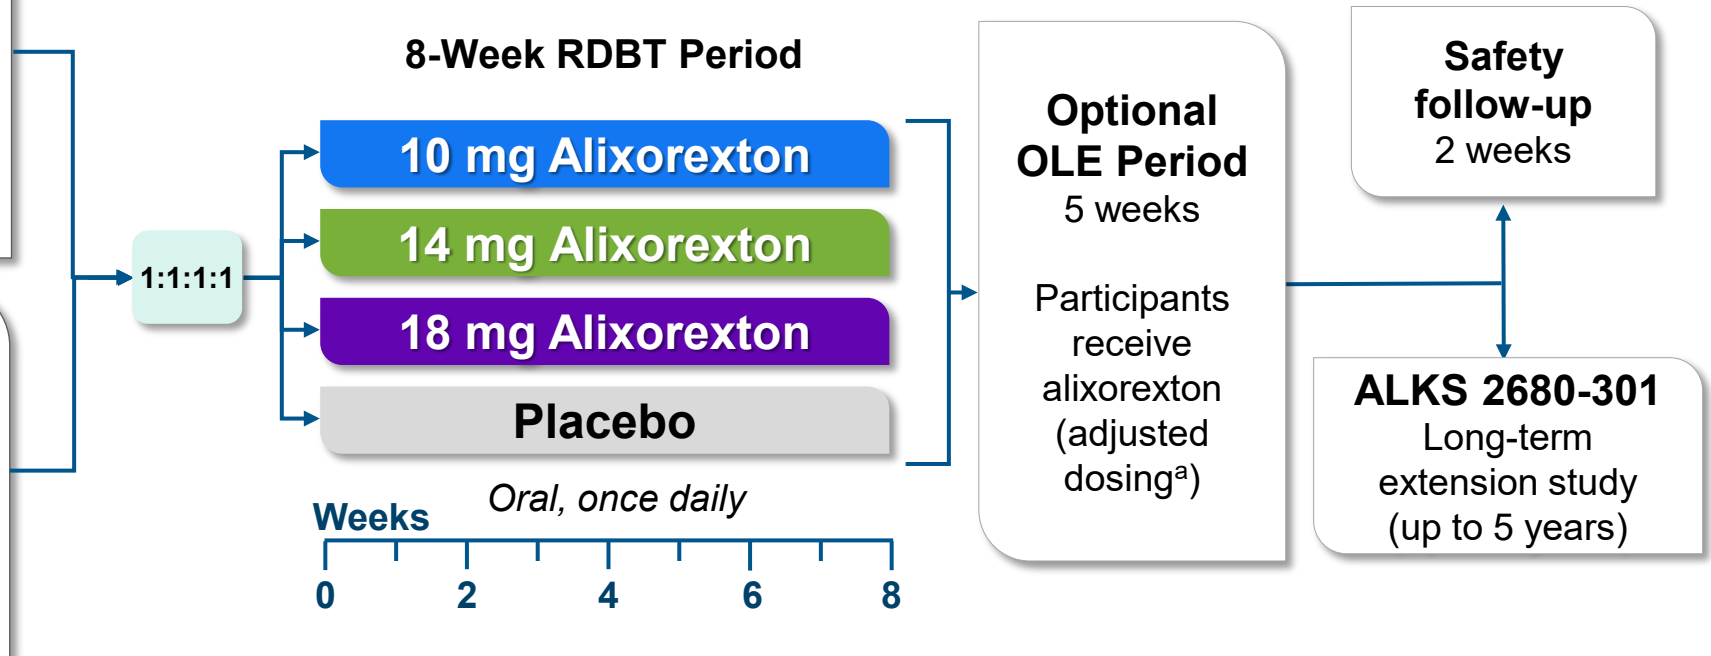 8-Week RDBT Period
1:1:1:1
10 mg Alixorexton
14 mg Alixorexton
18 mg Alixorexton
Placebo
Oral, once daily
Weeks
0 2 4 6 8
Optional
OLE Period
5 weeks
Participants
receive
alixorexton
(adjusted
dosingᵃ)
Safety
follow-up
2 weeks
ALKS 2680-301
Long-term
extension study
(up to 5 years)